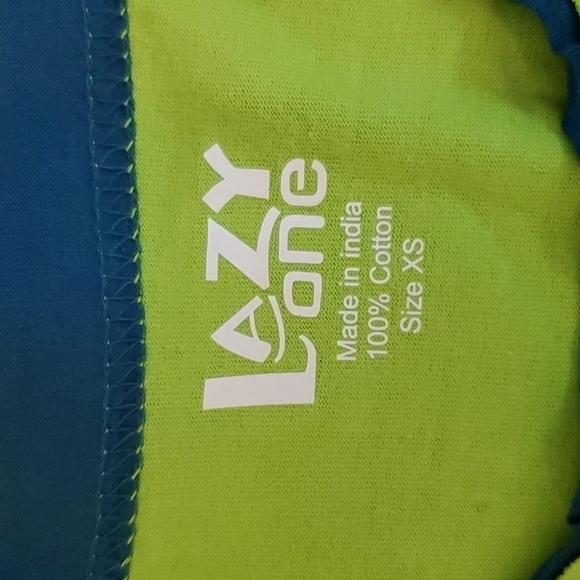 LAZY
one
Made in india
100% Cotton
Size XS